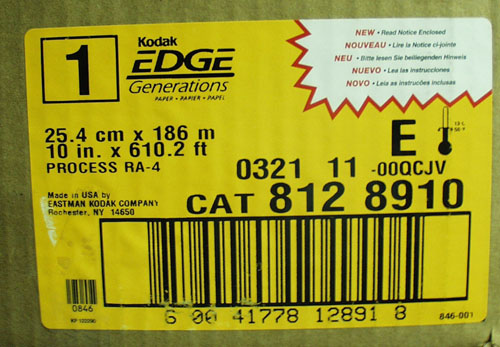 1
Kodak
EDGE
Generations
PAPER • PAPIER • PAPEL
NEW • Read Notice Enclosed
NOUVEAU • Lire la Notice ci-jointe
NEU • Bitte lesen Sie beiliegenden Hinweis
NUEVO • Lea las instrucciones
NOVO • Leia as instrucões inclusas
25.4 cm x 186 m
10 in. x 610.2 ft
PROCESS RA-4
E
13 C
50 F
0321 11 -00QCJV
CAT 812 8910
Made in USA by
EASTMAN KODAK COMPANY
Rochester, NY 14650
0846
6 00 41778 12891 8
846-001